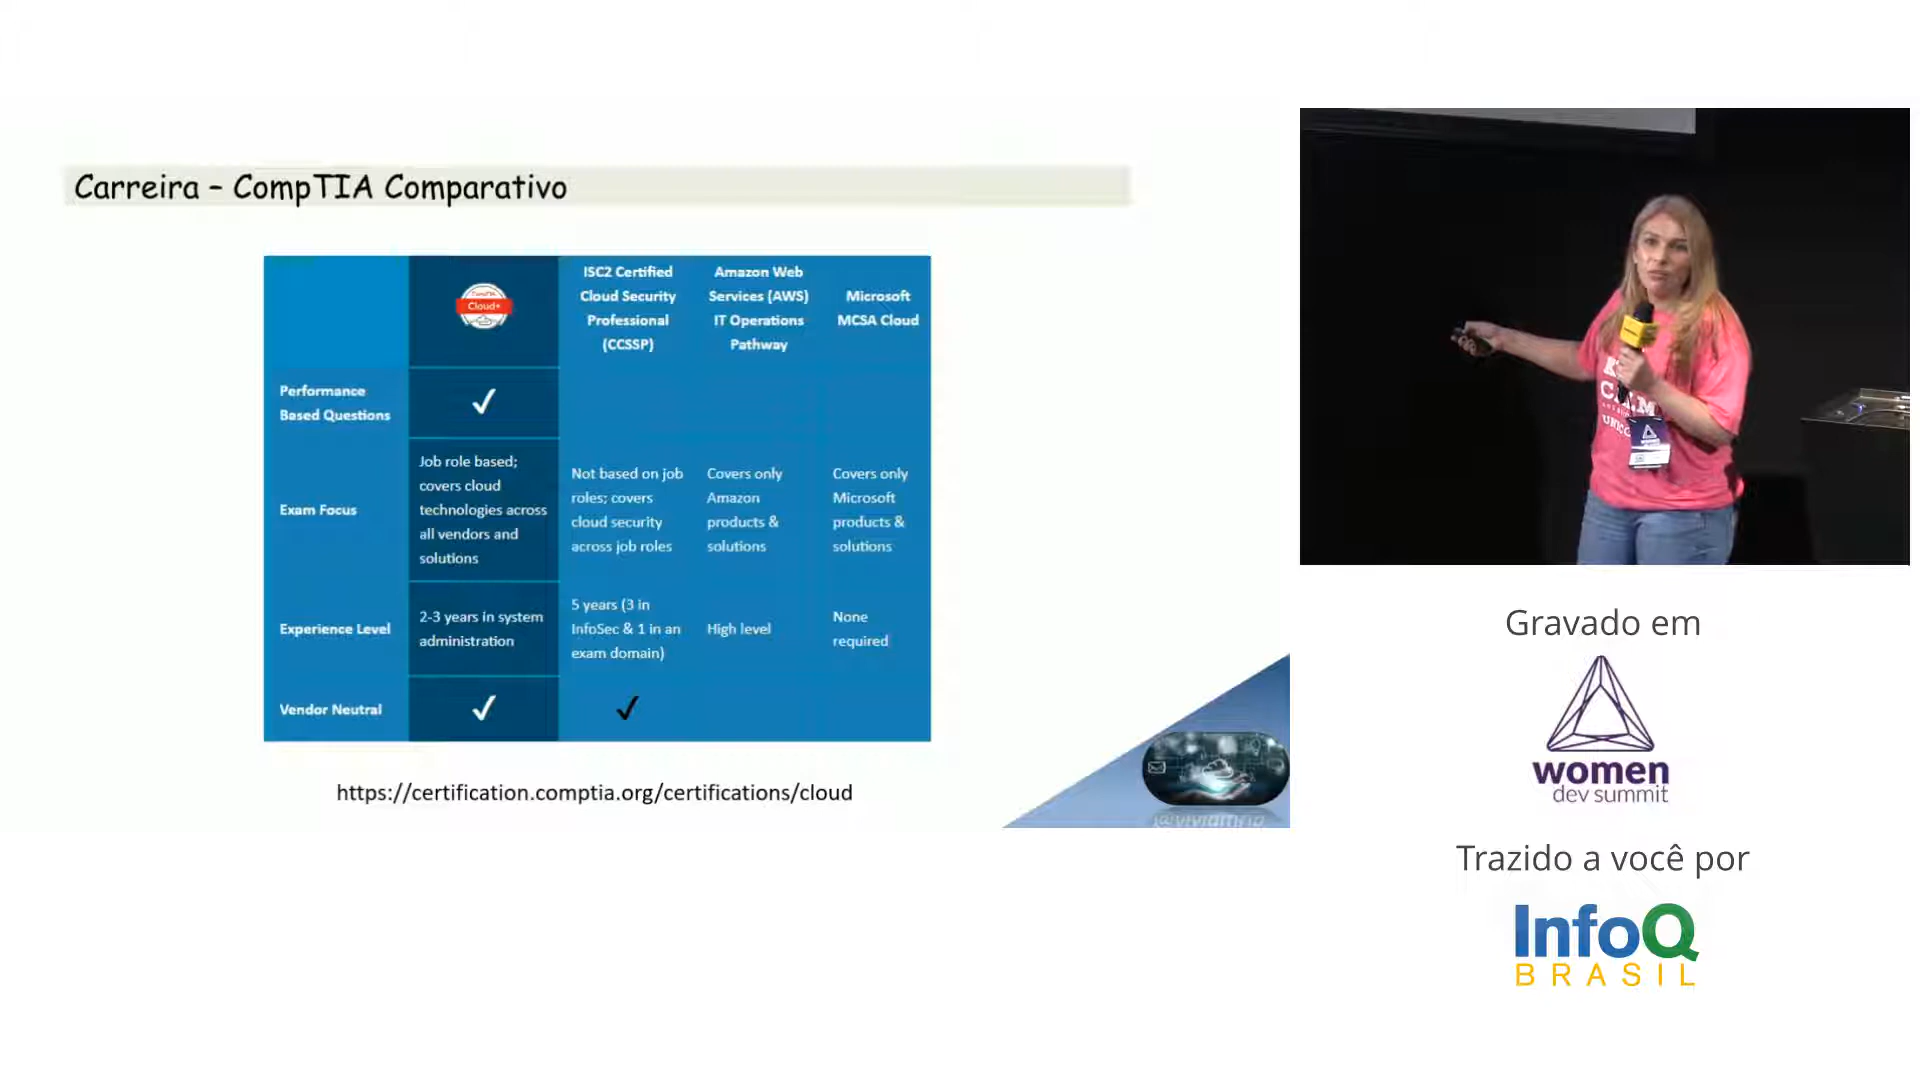 Carreira – CompTIA Comparativo
CompTIA
Cloud+
ISC2 Certified
Cloud Security
Professional
(CCSSP)
Amazon Web
Services (AWS)
IT Operations
Pathway
Microsoft
MCSA Cloud
Performance
Based Questions
✓
Exam Focus
Job role based;
covers cloud
technologies across
all vendors and
solutions
Not based on job
roles; covers
cloud security
across job roles
Covers only
Amazon
products &
solutions
Covers only
Microsoft
products &
solutions
Experience Level
2-3 years in system
administration
5 years (3 in
InfoSec & 1 in an
exam domain)
High level
None
required
Vendor Neutral
✓
✓
https://certification.comptia.org/certifications/cloud
Gravado em
women
dev summit
Trazido a você por
InfoQ
BRASIL